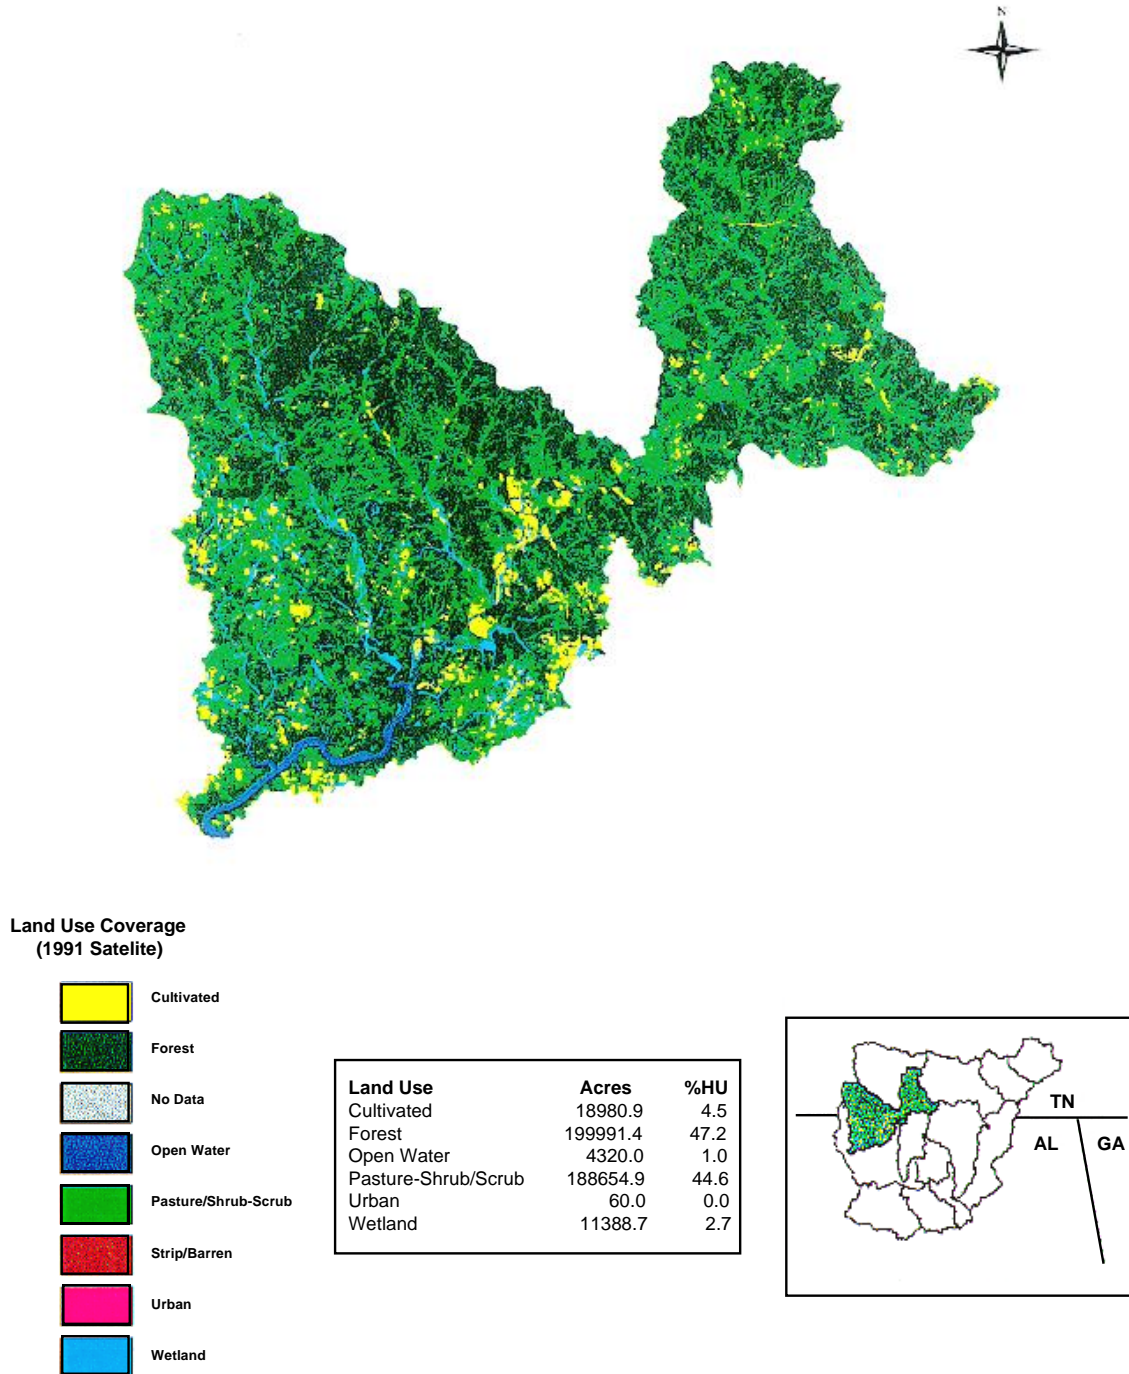 N
Land Use Coverage
(1991 Satelite)
Cultivated
Forest
No Data
Open Water
Pasture/Shrub-Scrub
Strip/Barren
Urban
Wetland
Land Use Acres %HU
Cultivated 18980.9 4.5
Forest 199991.4 47.2
Open Water 4320.0 1.0
Pasture-Shrub/Scrub 188654.9 44.6
Urban 60.0 0.0
Wetland 11388.7 2.7
TN
AL GA